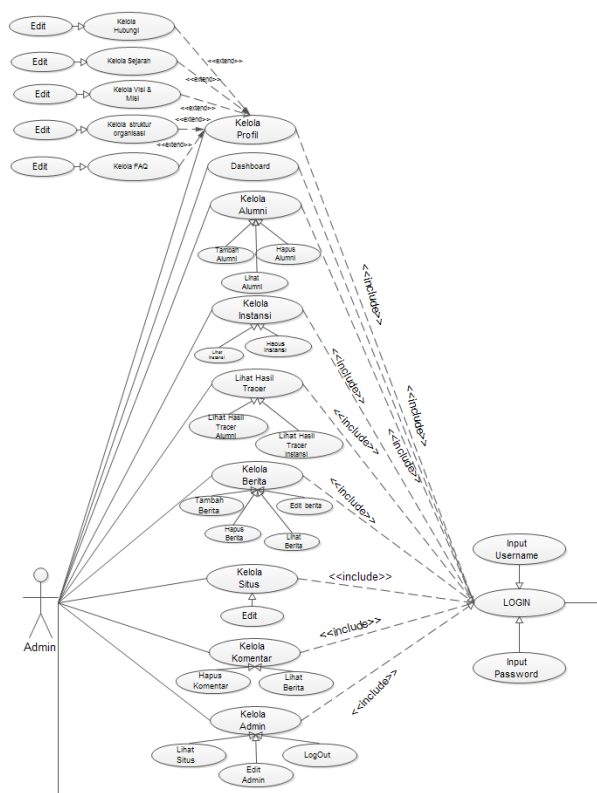 Edit
Kelola
Hubungi
Edit
Kelola Sejarah
<<extend>>
<<extend>>
Edit
Kelola Visi &
Misi
<<extend>>
Edit
Kelola struktur
organisasi
<<extend>>
Edit
Kelola FAQ
<<extend>>
Kelola
Profil
Dashboard
Kelola
Alumni
Tambah
Alumni
Hapus
Alumni
Lihat
Alumni
<<include>>
Kelola
Instansi
Lihat
Instansi
Hapus
Instansi
<<include>>
Lihat Hasil
Tracer
Lihat Hasil
Tracer
Alumni
Lihat Hasil
Tracer
Instansi
<<include>>
<<include>>
<<include>>
Kelola
Berita
Tambah
Berita
Edit berita
Hapus
Berita
Lihat
Berita
<<include>>
Input
Username
Kelola
Situs
<<include>>
Edit
LOGIN
Admin
Kelola
Komentar
<<include>>
Hapus
Komentar
Lihat
Berita
Input
Password
Kelola
Admin
<<include>>
Lihat
Situs
Edit
Admin
LogOut